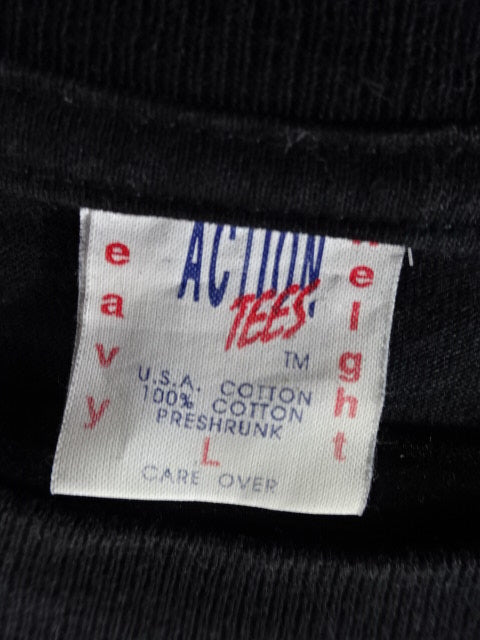 ACTION
TEES
TM
eavy
eight
U.S.A. COTTON
100% COTTON
PRESHRUNK
L
CARE OVER